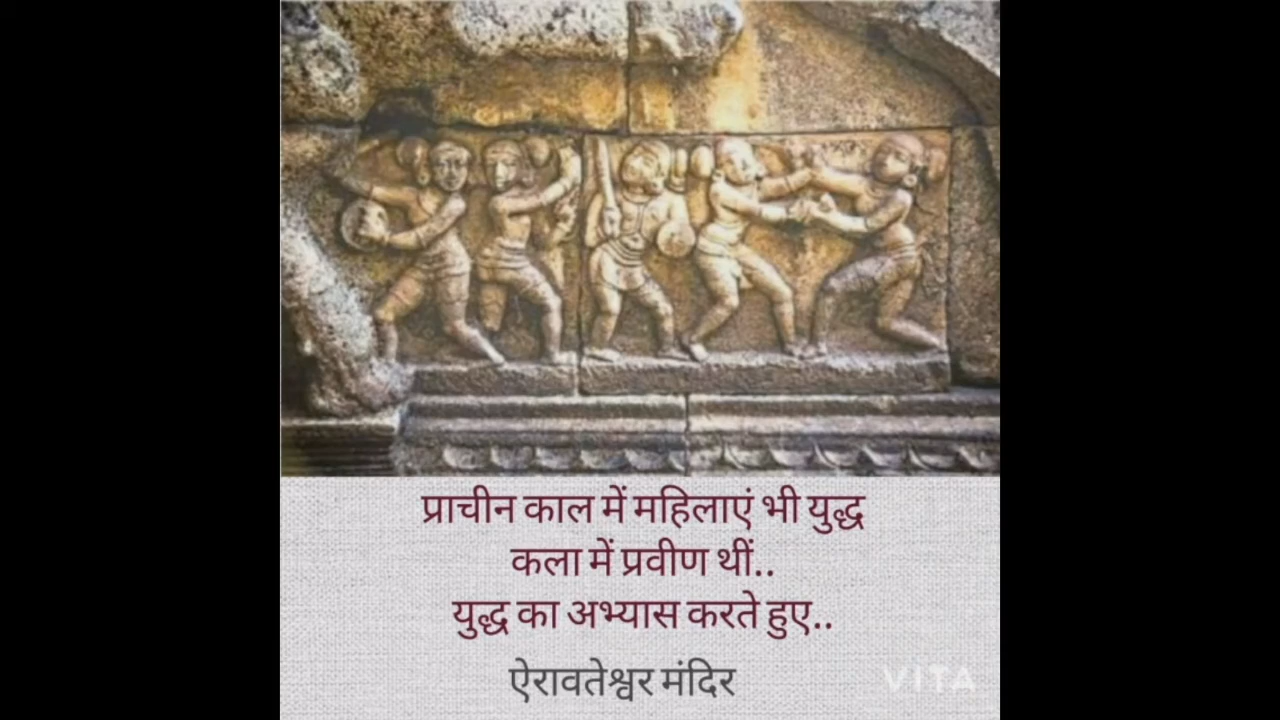 प्राचीन काल में महिलाएं भी युद्ध
कला में प्रवीण थीं..
युद्ध का अभ्यास करते हुए..
ऐरावतेश्वर मंदिर
VITA